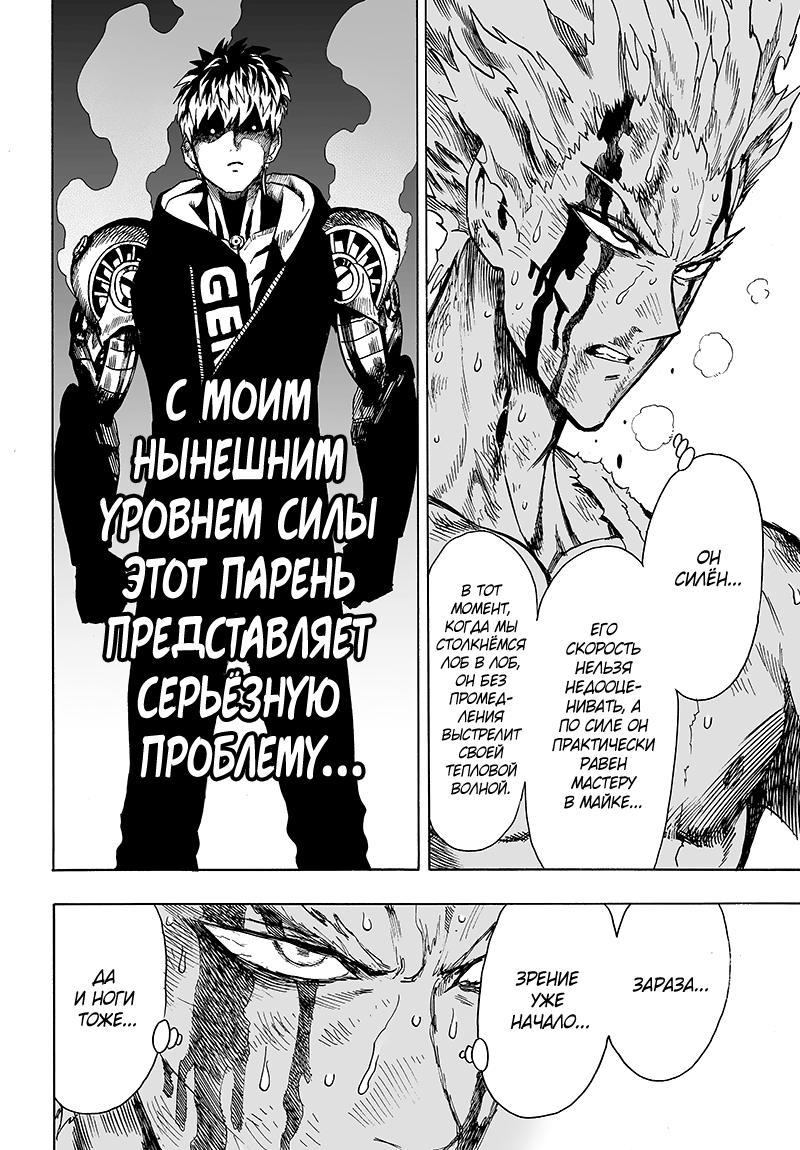 ОН
СИЛЁН...
ЕГО
СКОРОСТЬ
НЕЛЬЗЯ
НЕДООЦЕ-
НИВАТЬ, А
ПО СИЛЕ ОН
ПРАКТИЧЕСКИ
РАВЕН
МАСТЕРУ
В МАЙКЕ...
В ТОТ
МОМЕНТ,
КОГДА МЫ
СТОЛКНЁМСЯ
ЛОБ В ЛОБ,
ОН БЕЗ
ПРОМЕД-
ЛЕНИЯ
ВЫСТРЕЛИТ
СВОЕЙ
ТЕПЛОВОЙ
ВОЛНОЙ.
GEN
С МОИМ
НЫНЕШНИМ
УРОВНЕМ СИЛЫ
ЭТОТ ПАРЕНЬ
ПРЕДСТАВЛЯЕТ
СЕРЬЁЗНУЮ
ПРОБЛЕМУ...
ЗАРАЗА...
ЗРЕНИЕ
УЖЕ
НАЧАЛО...
ДА
И НОГИ
ТОЖЕ...